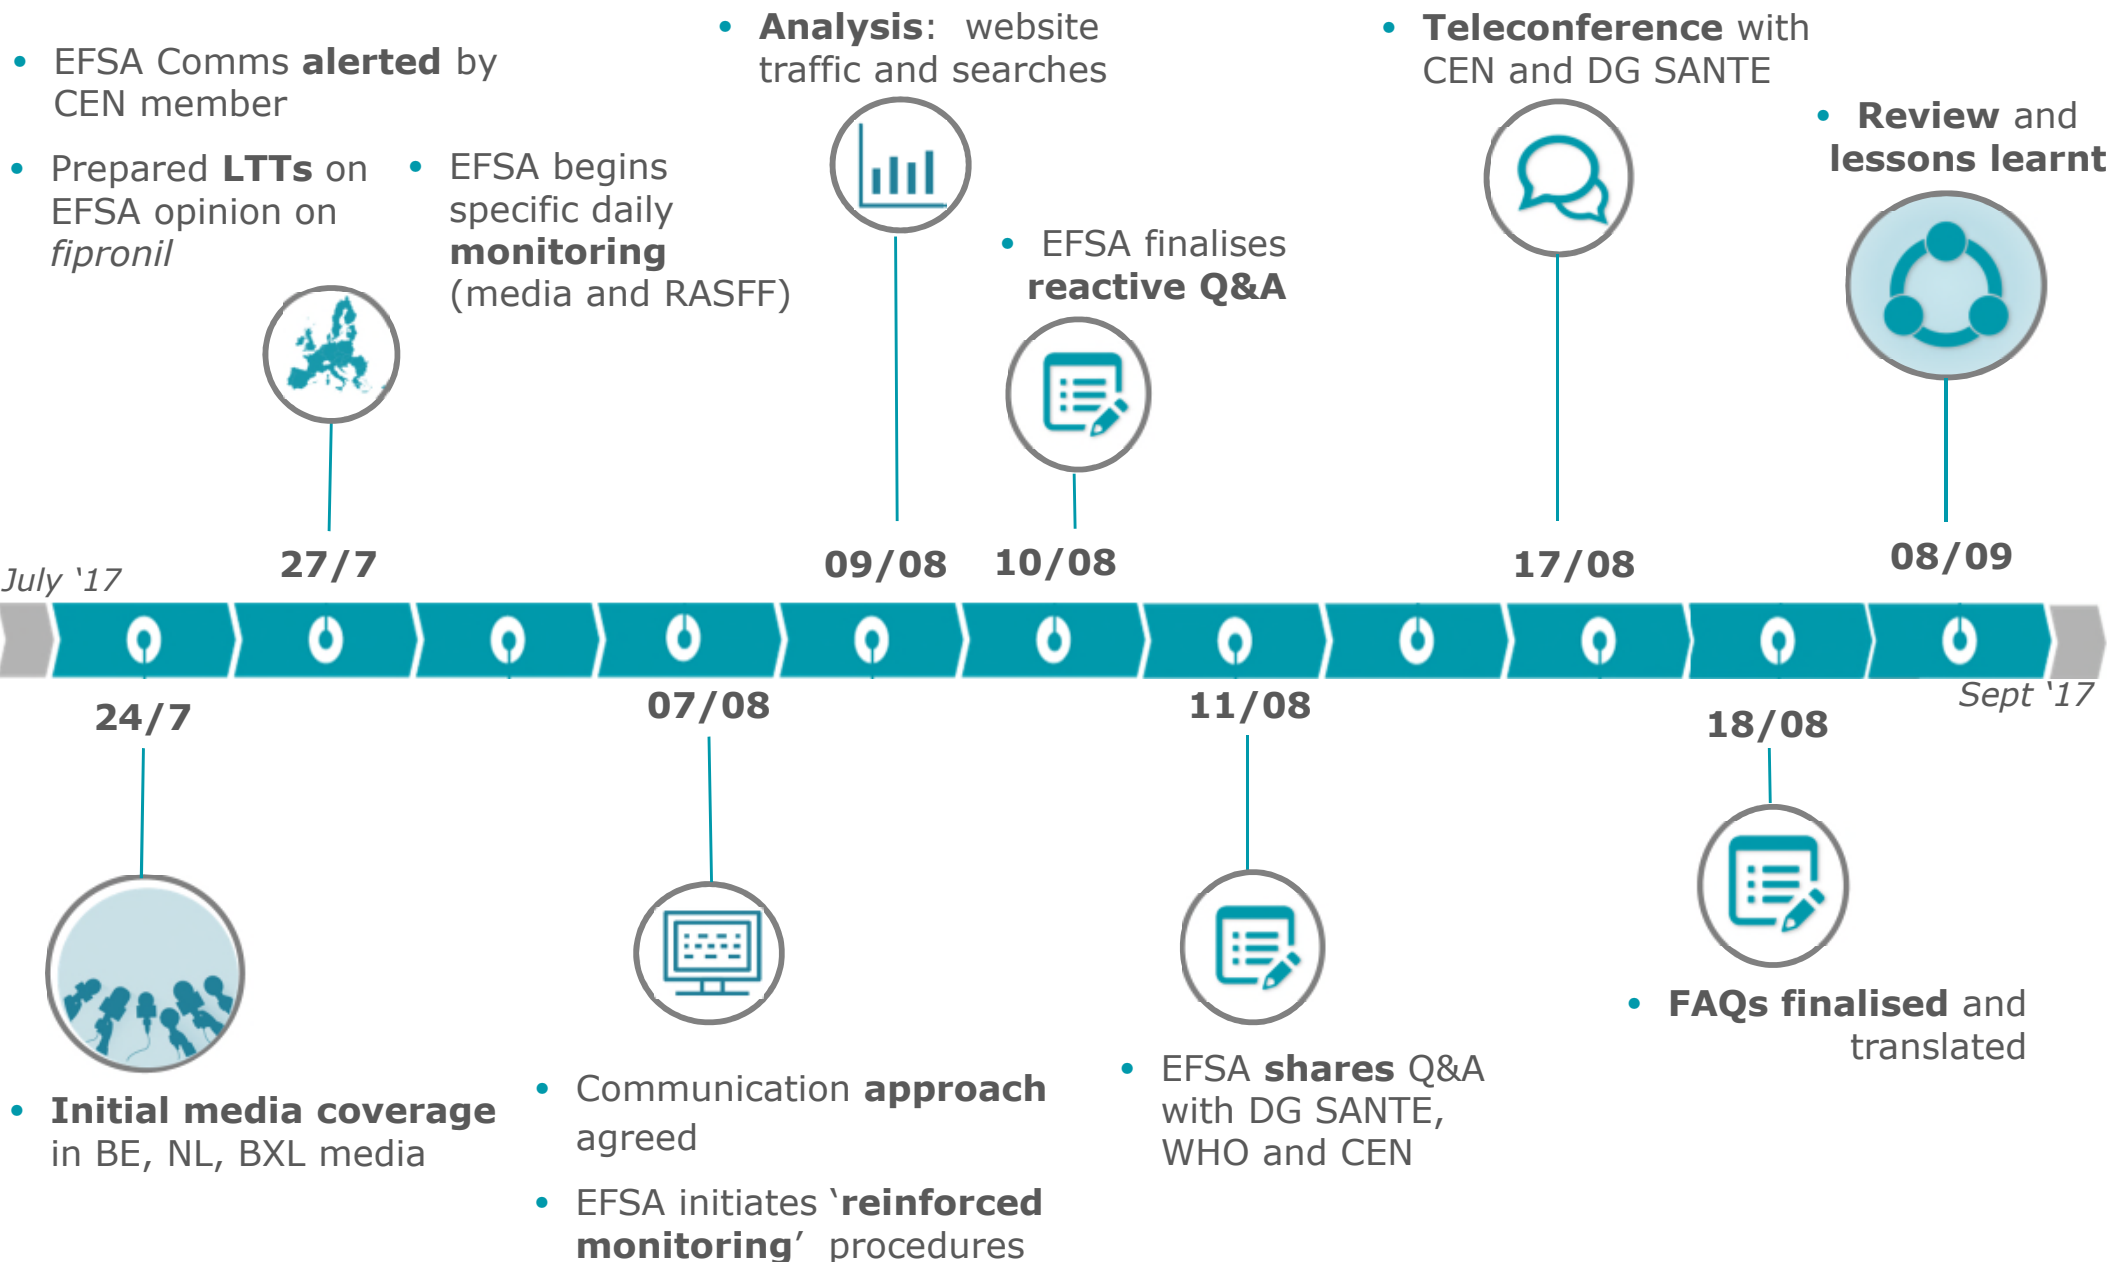 • EFSA Comms alerted by
CEN member
• Prepared LTTs on
EFSA opinion on
fipronil
• EFSA begins
specific daily
monitoring
(media and RASFF)
• Analysis: website
traffic and searches
• EFSA finalises
reactive Q&A
• Teleconference with
CEN and DG SANTE
• Review and
lessons learnt
27/7
09/08
10/08
17/08
08/09
July ‘17
Sept ‘17
24/7
07/08
11/08
18/08
• Initial media coverage
in BE, NL, BXL media
• Communication approach
agreed
• EFSA initiates ‘reinforced
monitoring’ procedures
• EFSA shares Q&A
with DG SANTE,
WHO and CEN
• FAQs finalised and
translated